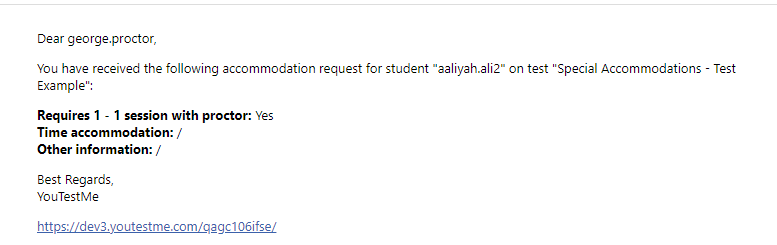 Dear george.proctor,
You have received the following accommodation request for student "aaliyah.ali2" on test "Special Accommodations - Test
Example":
Requires 1 - 1 session with proctor: Yes
Time accommodation: /
Other information: /
Best Regards,
YouTestMe
https://dev3.youtestme.com/qagc106ifse/